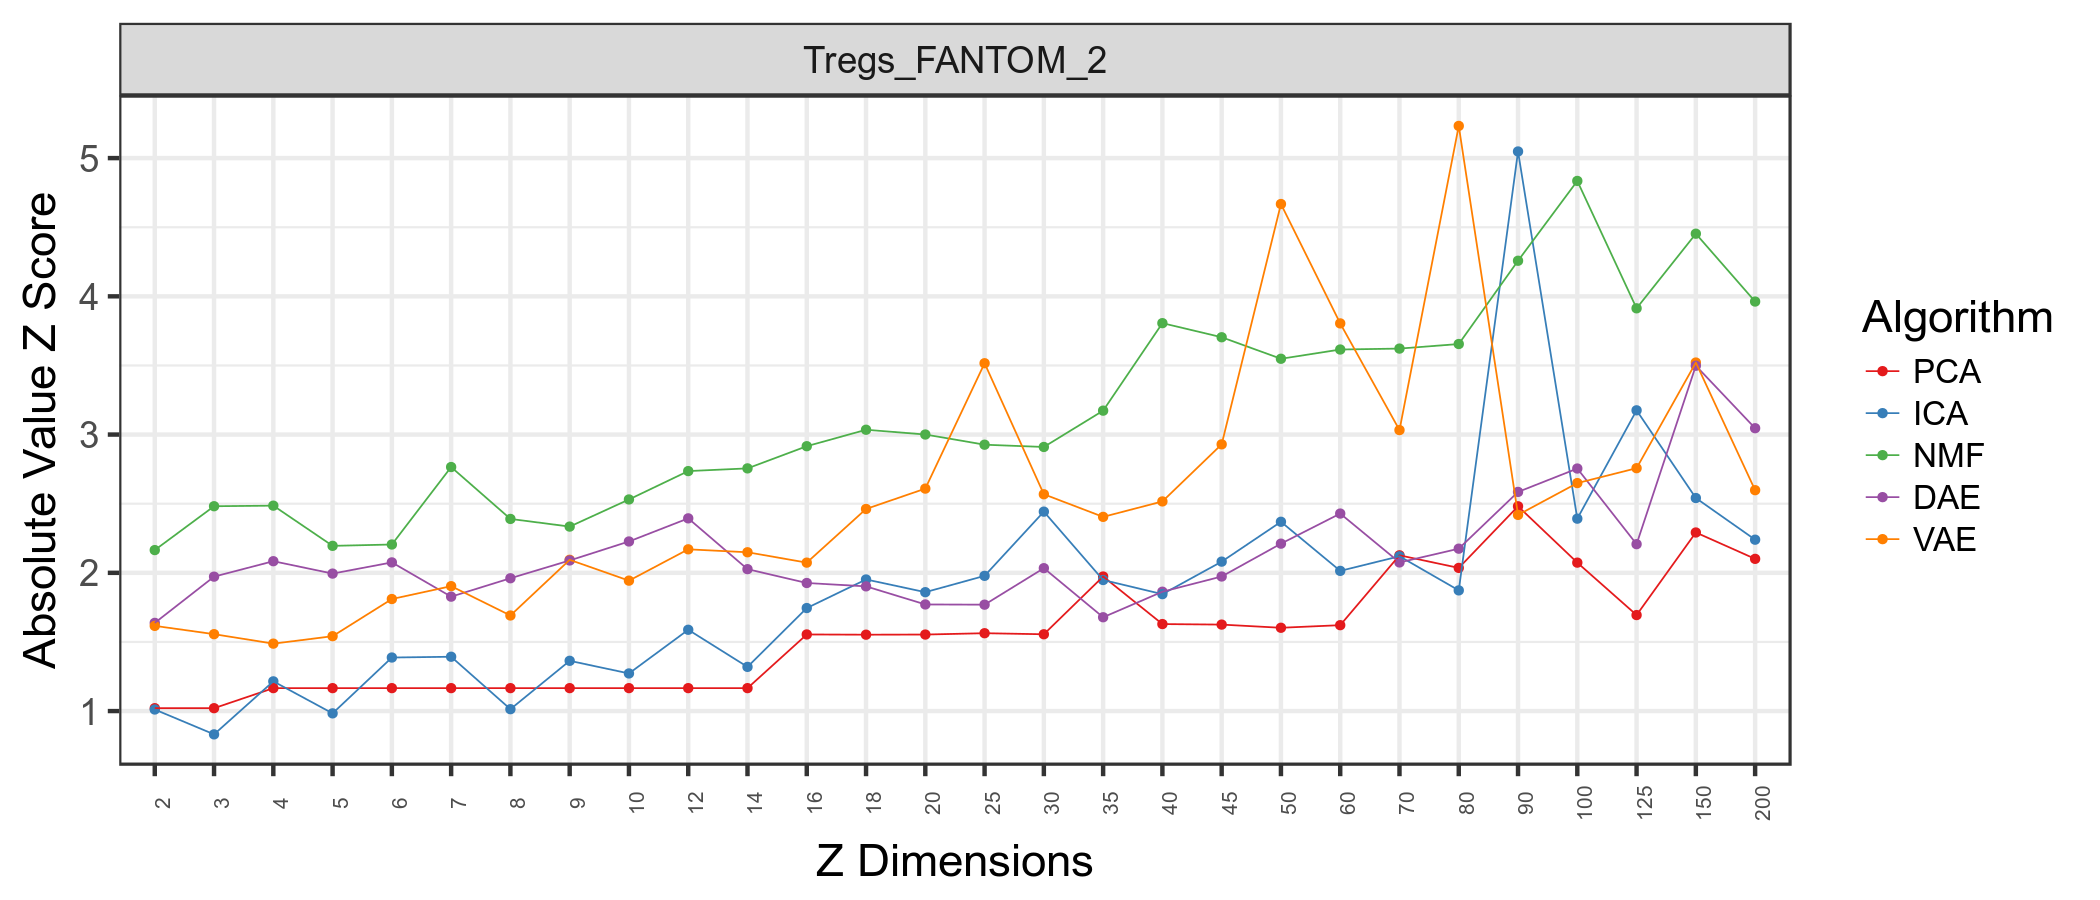 Tregs_FANTOM_2
Absolute Value Z Score
5
4
3
2
1
2 3 4 5 6 7 8 9 10 12 14 16 18 20 25 30 35 40 45 50 60 70 80 90 100 125 150 200
Z Dimensions
Algorithm
PCA
ICA
NMF
DAE
VAE